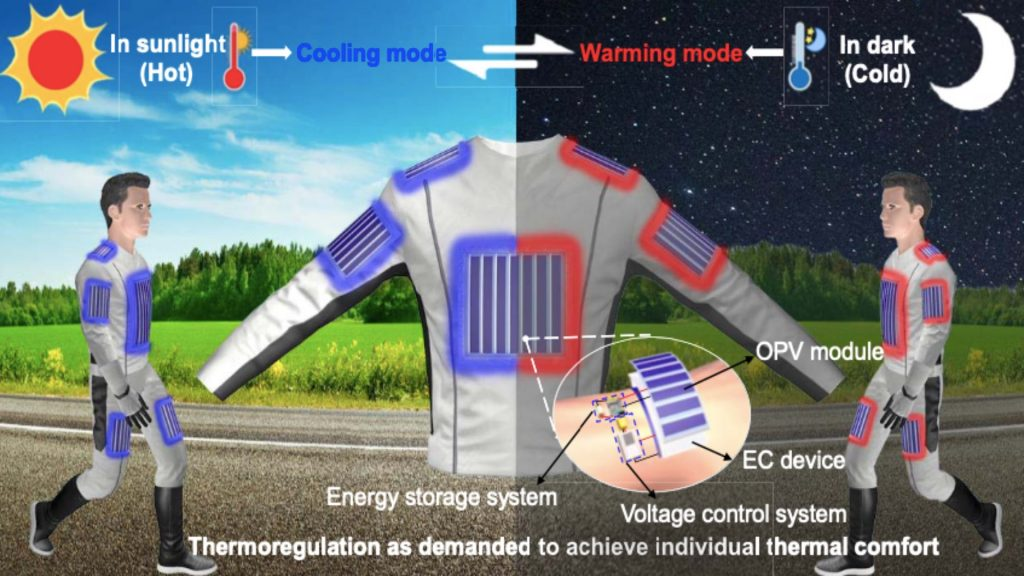 In sunlight
(Hot)
Cooling mode
Warming mode
In dark
(Cold)
OPV module
EC device
Energy storage system
Voltage control system
Thermoregulation as demanded to achieve individual thermal comfort